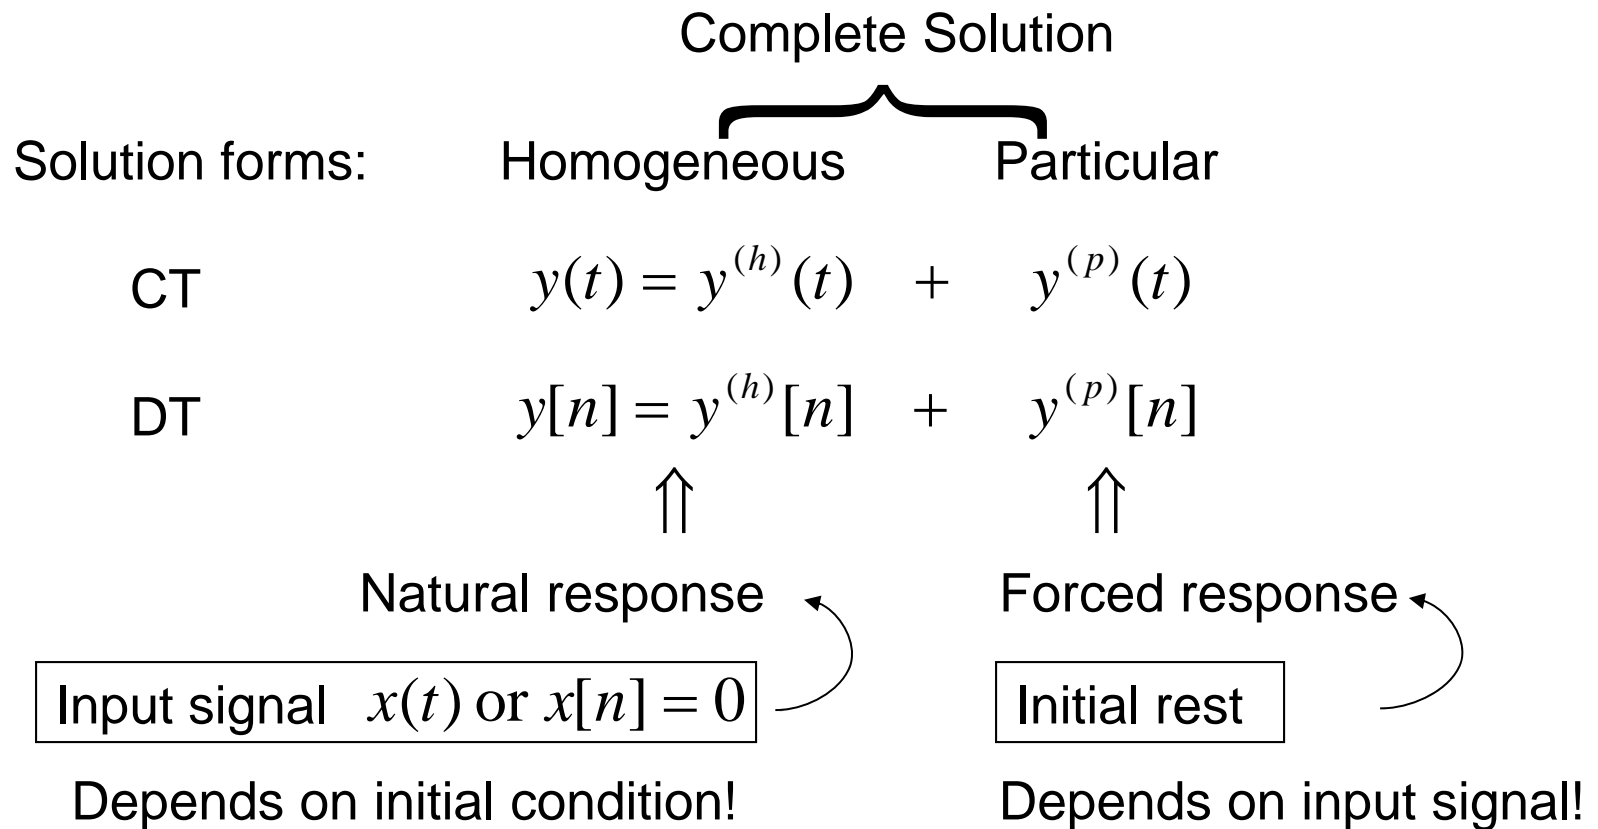 Complete Solution
Solution forms: Homogeneous Particular
CT y(t) = y^{(h)}(t) + y^{(p)}(t)
DT y[n] = y^{(h)}[n] + y^{(p)}[n]
⇑ ⇑
Natural response Forced response
Input signal x(t) or x[n] = 0 Initial rest
Depends on initial condition! Depends on input signal!